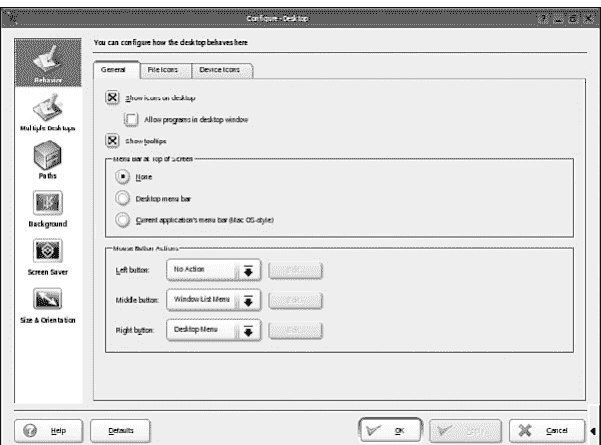 Configure - Desktop
You can configure how the desktop behaves here
Behavior
Multiple Desktops
Paths
Background
Screen Saver
Size & Orientation
General
File Icons
Device Icons
Show icons on desktop
Allow programs in desktop window
Show tooltips
Menu Bar at Top of Screen
None
Desktop menu bar
Current application's menu bar (Mac OS-style)
Mouse Button Actions
Left button: No Action
Middle button: Window List Menu
Right button: Desktop Menu
Help
Defaults
OK
Apply
Cancel